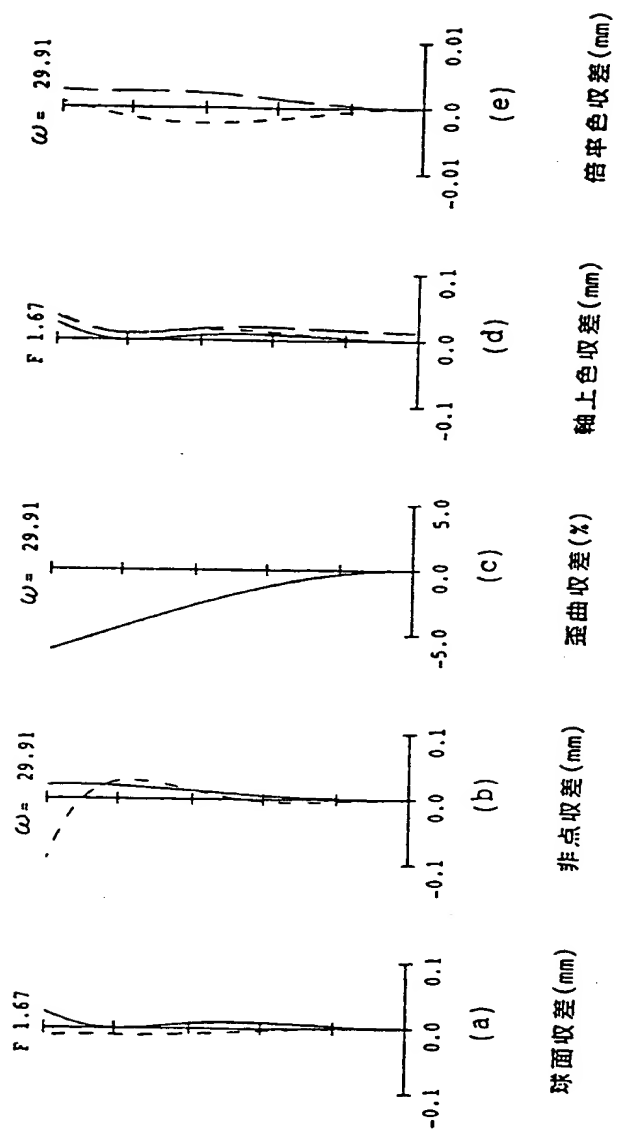 F 1.67
-0.1 0.0 0.1
(a)
球面収差(mm)
ω= 29.91
-0.1 0.0 0.1
(b)
非点収差(mm)
ω= 29.91
-5.0 0.0 5.0
(c)
歪曲収差(%)
F 1.67
-0.1 0.0 0.1
(d)
軸上色収差(mm)
ω= 29.91
-0.01 0.0 0.01
(e)
倍率色収差(mm)